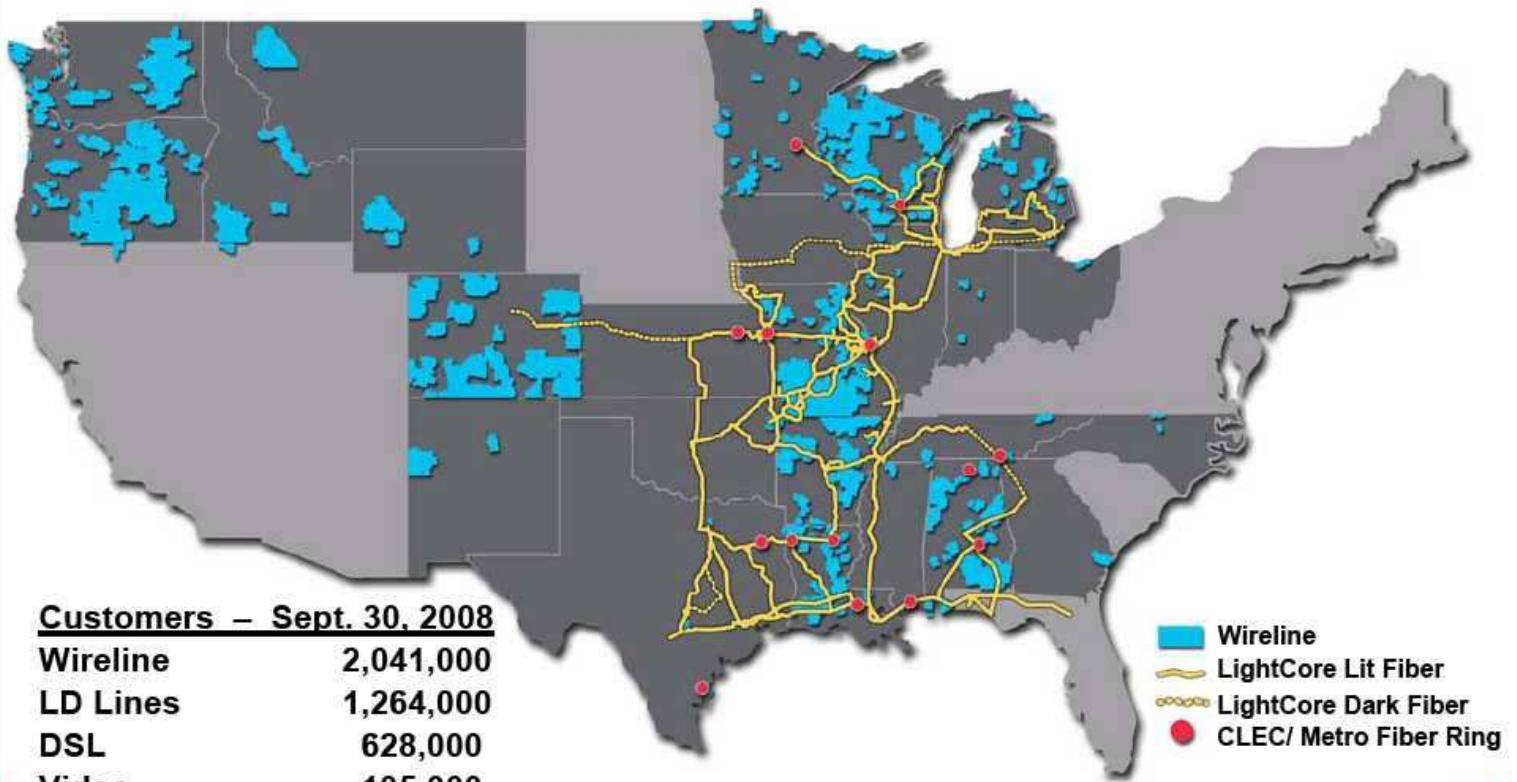 Customers – Sept. 30, 2008
Wireline 2,041,000
LD Lines 1,264,000
DSL 628,000
Wireline
LightCore Lit Fiber
LightCore Dark Fiber
CLEC/ Metro Fiber Ring